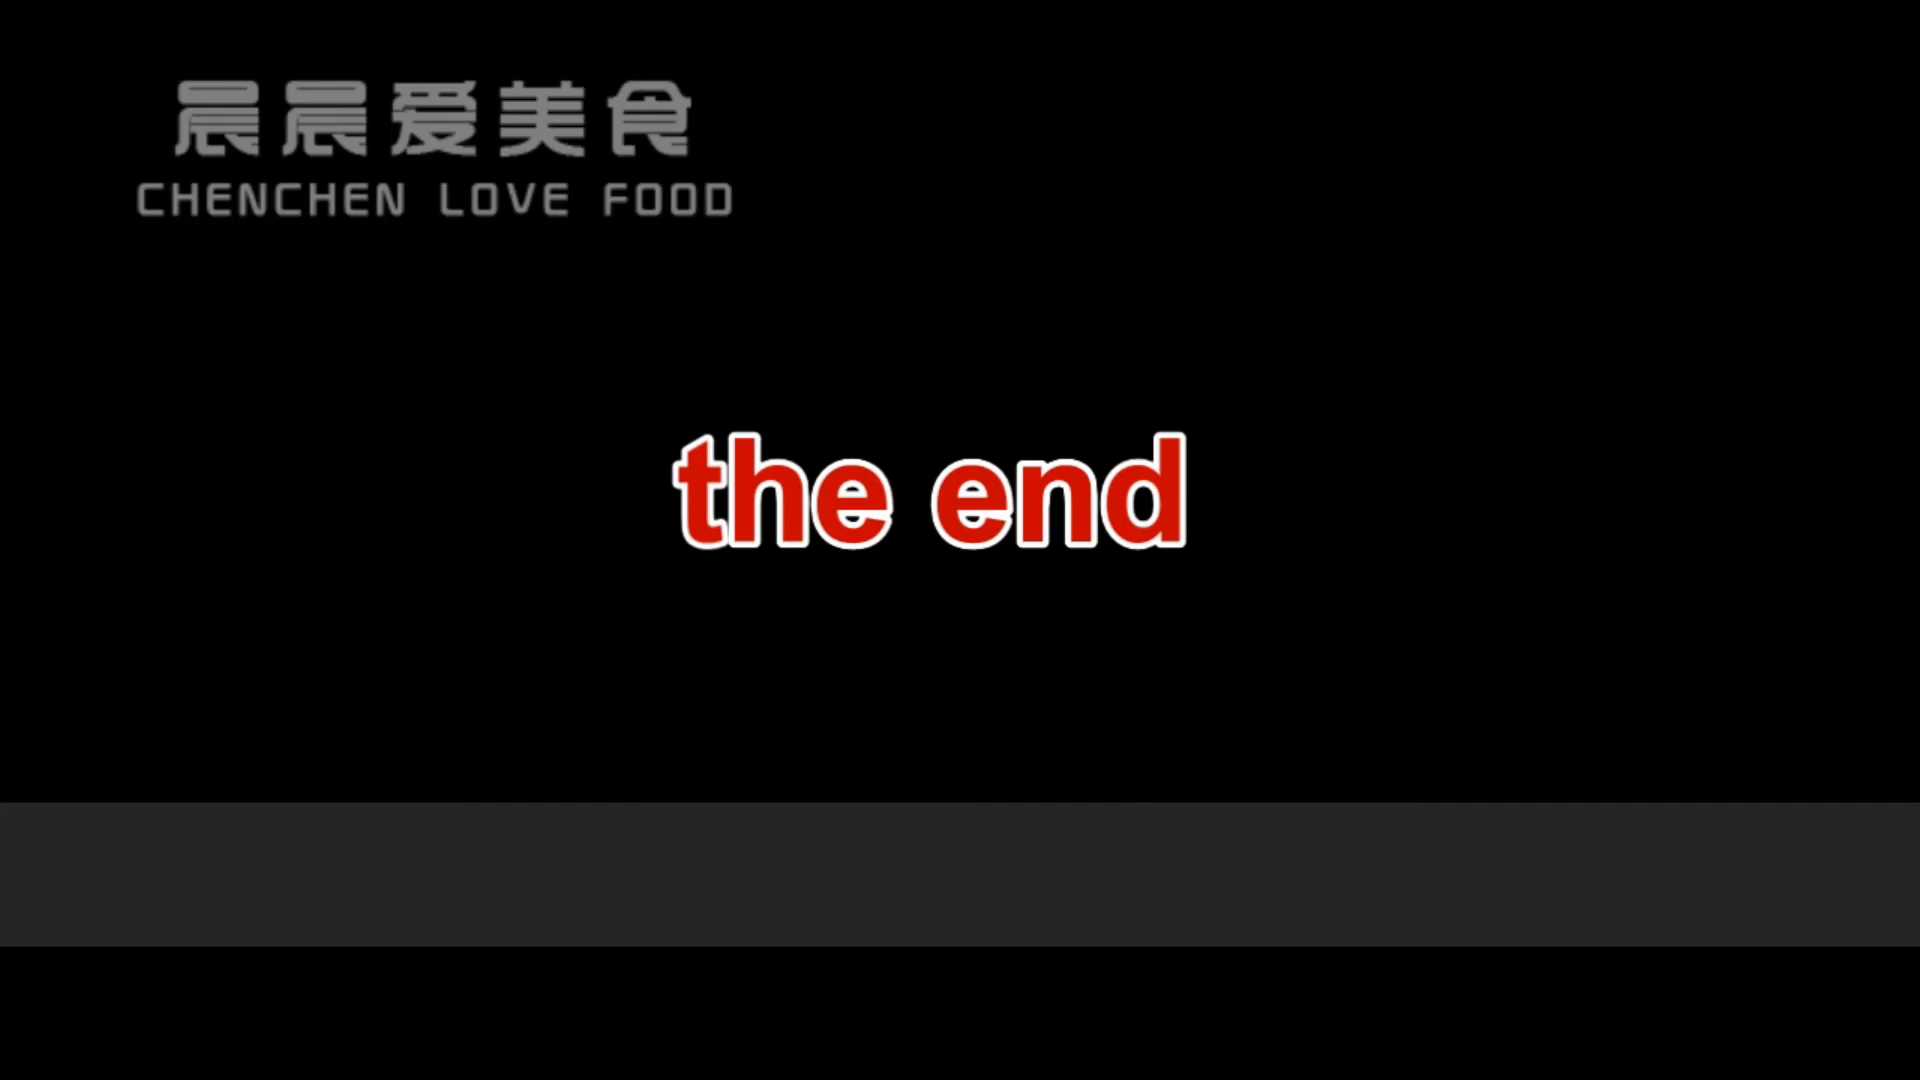 晨晨爱美食
CHENCHEN LOVE FOOD
the end